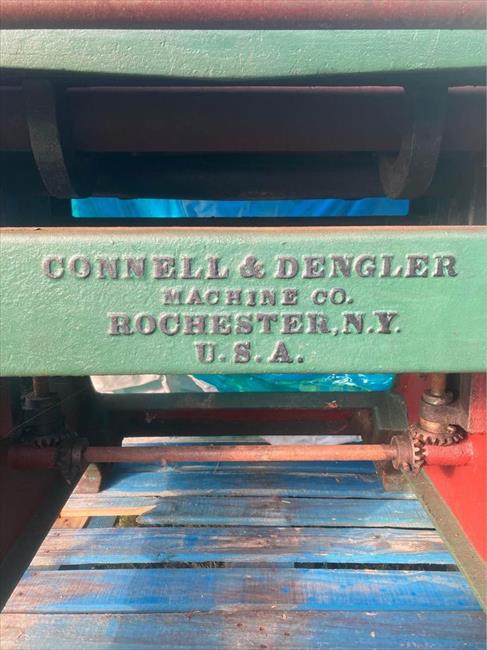 CONNELL & DENGLER
MACHINE CO.
ROCHESTER, N.Y.
U.S.A.